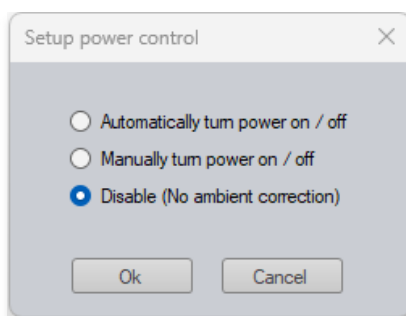 Setup power control
Automatically turn power on / off
Manually turn power on / off
Disable (No ambient correction)
Ok
Cancel